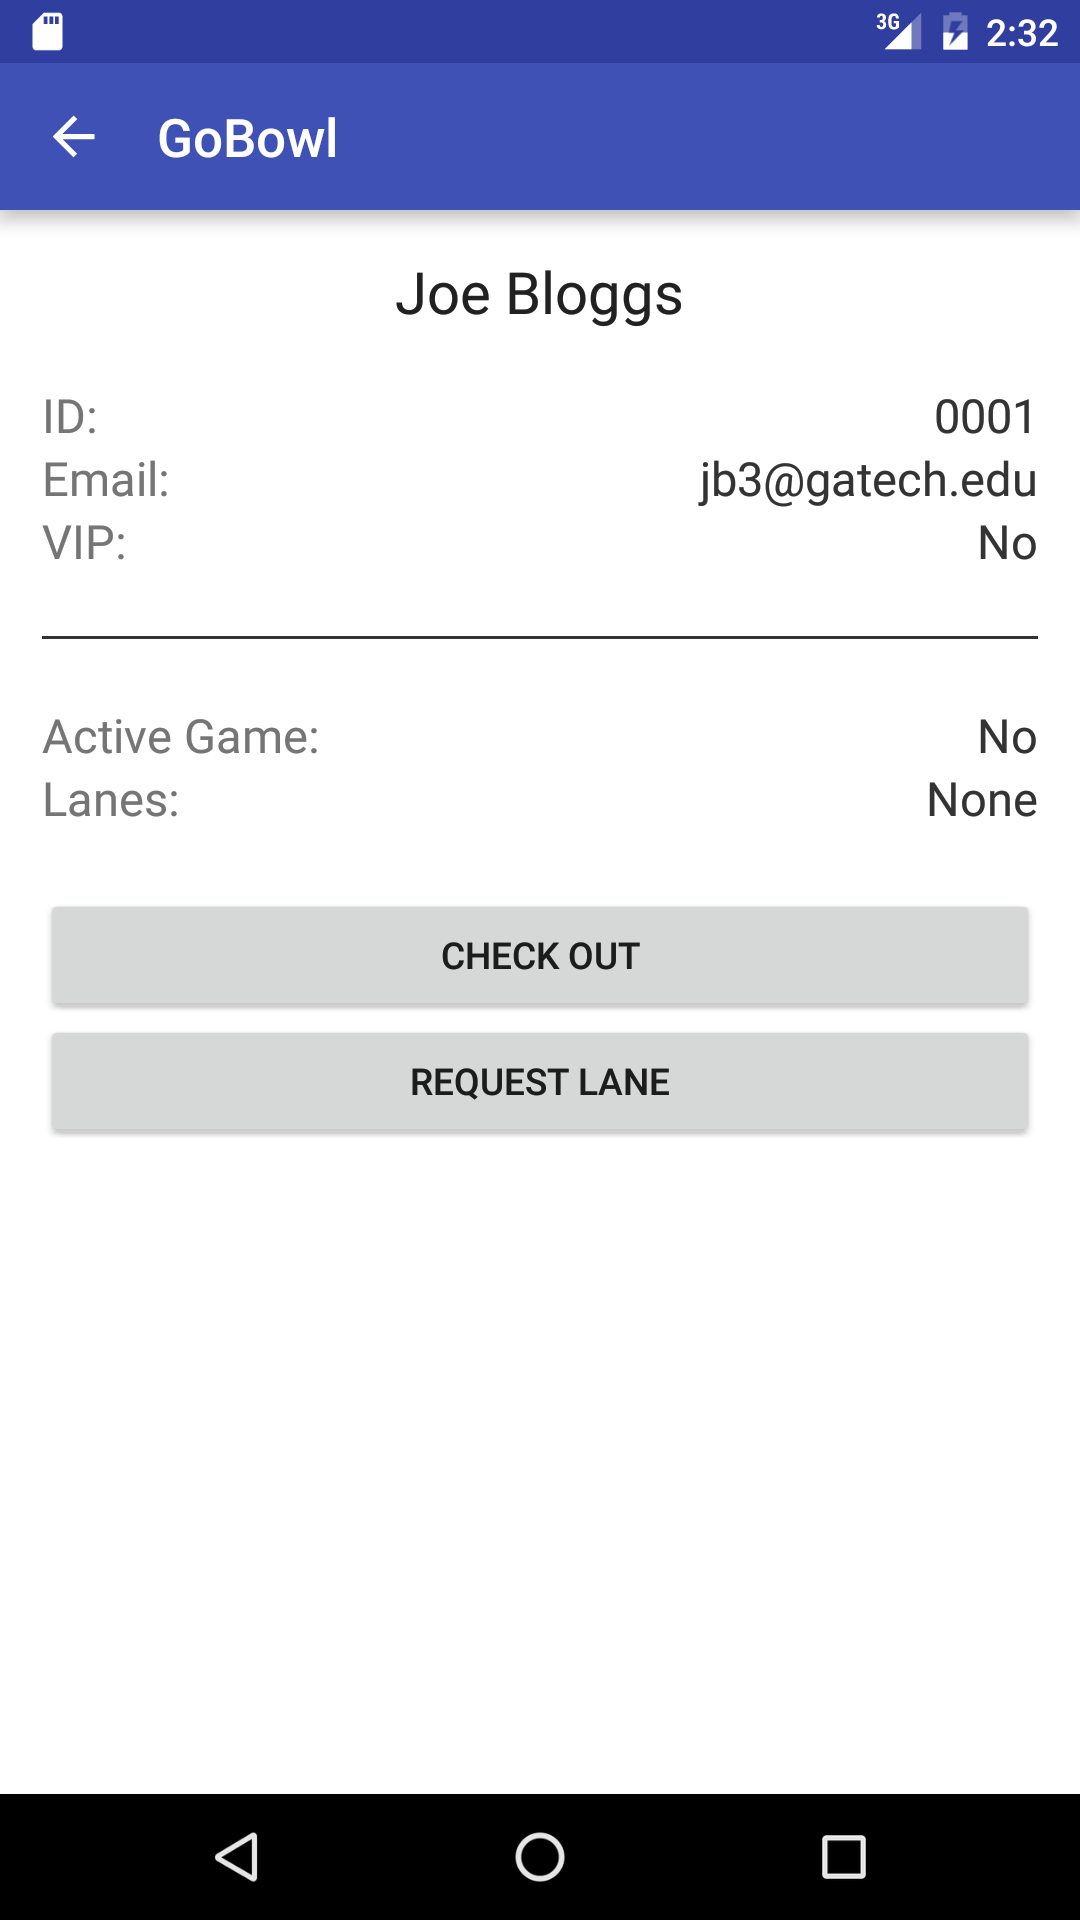 3G 2:32
GoBowl
Joe Bloggs
ID: 0001
Email: jb3@gatech.edu
VIP: No
Active Game: No
Lanes: None
CHECK OUT
REQUEST LANE